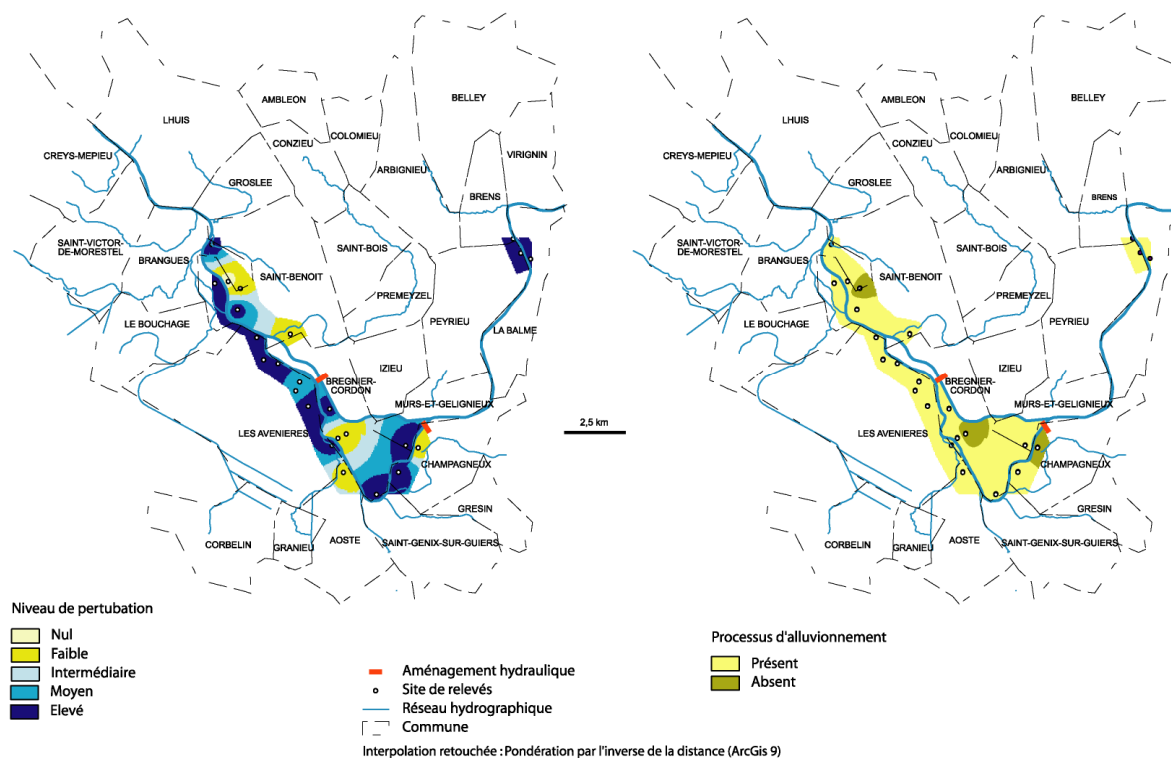 BELLEY
AMBLEON
LHUIS
COLOMIEU
CONZIEU
CREYS-MEPIEU
VIRIGNIN
ARBIGNIEU
GROSLEE
BRENS
SAINT-VICTOR-
DE-MORESTEL
SAINT-BOIS
BRANGUES
SAINT-BENOIT
PREMEYZEL
LE BOUCHAGE
PEYRIEU
LA BALME
IZIEU
BREGNIER-
CORDON
MURS-ET-GELIGNIEUX
LES AVENIERES
CHAMPAGNEUX
GRESIN
AOSTE
SAINT-GENIX-SUR-GUIERS
CORBELIN
GRANIEU
2,5 km
BELLEY
AMBLEON
LHUIS
COLOMIEU
CONZIEU
CREYS-MEPIEU
VIRIGNIN
ARBIGNIEU
GROSLEE
BRENS
SAINT-VICTOR-
DE-MORESTEL
SAINT-BOIS
BRANGUES
SAINT-BENOIT
PREMEYZEL
LE BOUCHAGE
PEYRIEU
LA BALME
IZIEU
BREGNIER-
CORDON
MURS-ET-GELIGNIEUX
LES AVENIERES
CHAMPAGNEUX
GRESIN
AOSTE
SAINT-GENIX-SUR-GUIERS
CORBELIN
GRANIEU
Niveau de pertubation
Nul
Faible
Intermédiaire
Moyen
Elevé
Aménagement hydraulique
Site de relevés
Réseau hydrographique
Commune
Interpolation retouchée : Pondération par l'inverse de la distance (ArcGis 9)
Processus d'alluvionnement
Présent
Absent